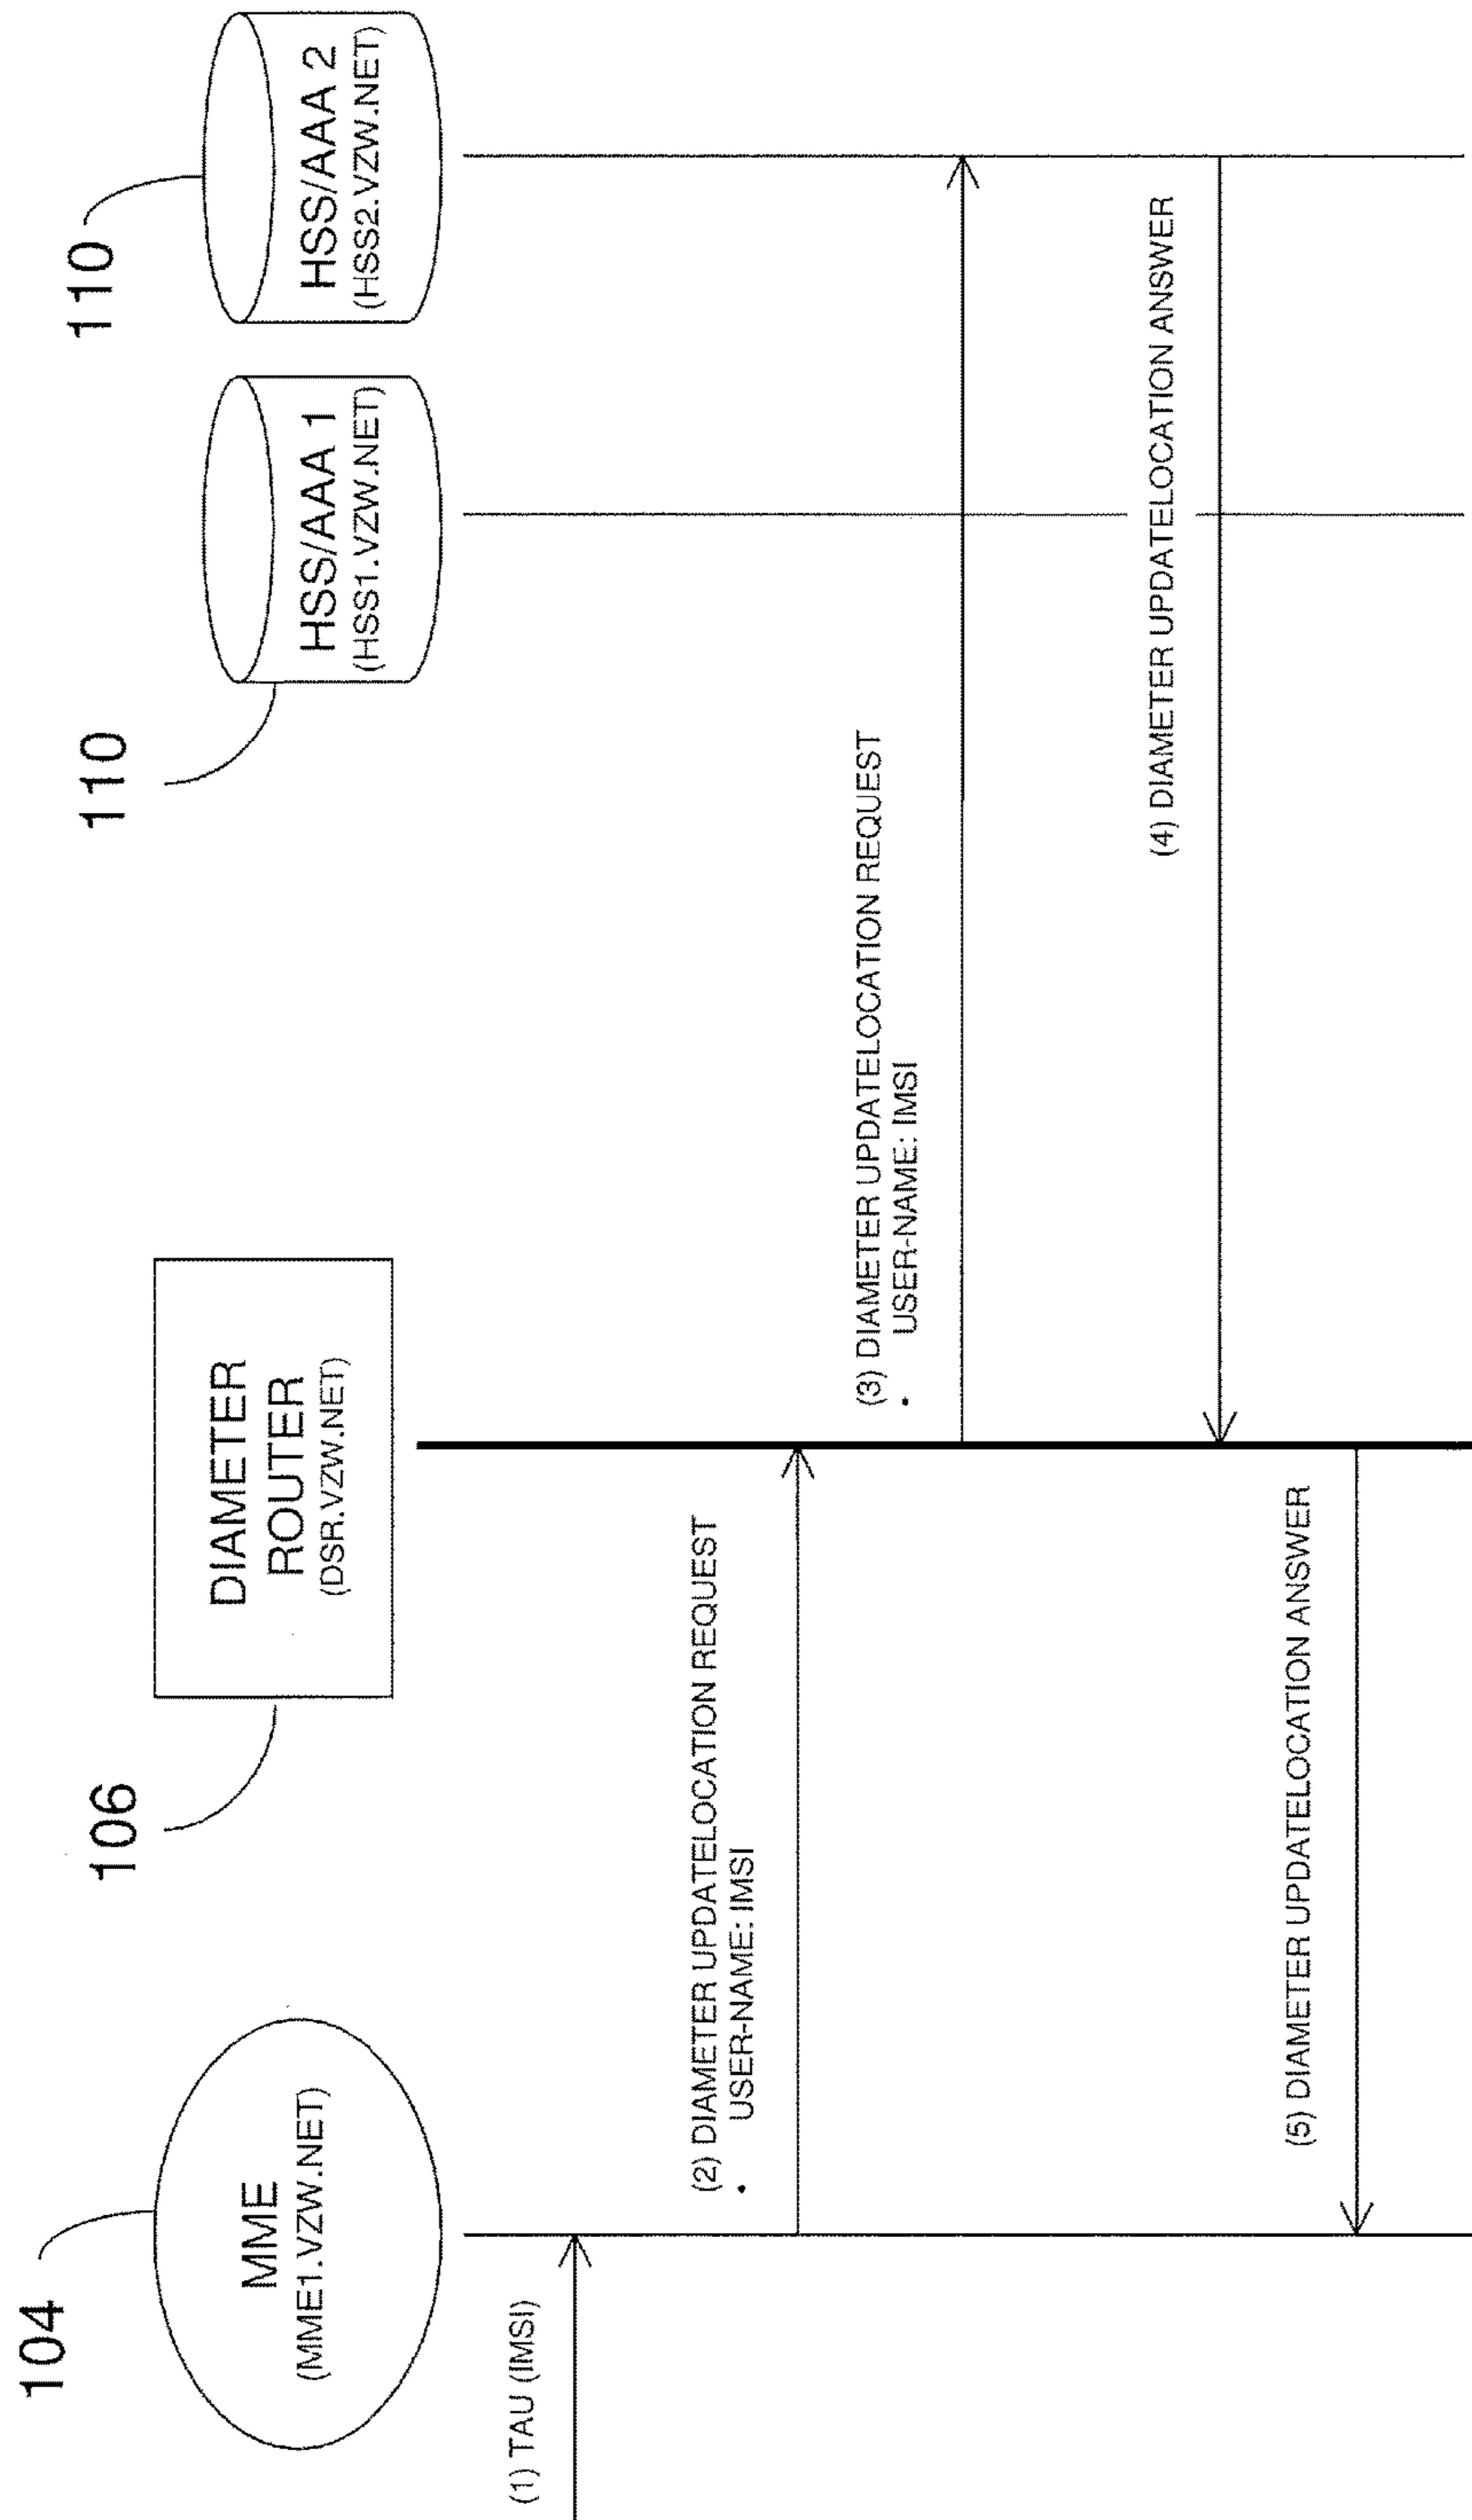 104
MME
(MME1.VZW.NET)
106
DIAMETER
ROUTER
(DSR.VZW.NET)
110
HSS/AAA 1
(HSS1.VZW.NET)
110
HSS/AAA 2
(HSS2.VZW.NET)
(1) TAU (IMSI)
(2) DIAMETER UPDATELOCATION REQUEST
• USER-NAME: IMSI
(3) DIAMETER UPDATELOCATION REQUEST
• USER-NAME: IMSI
(4) DIAMETER UPDATELOCATION ANSWER
(5) DIAMETER UPDATELOCATION ANSWER